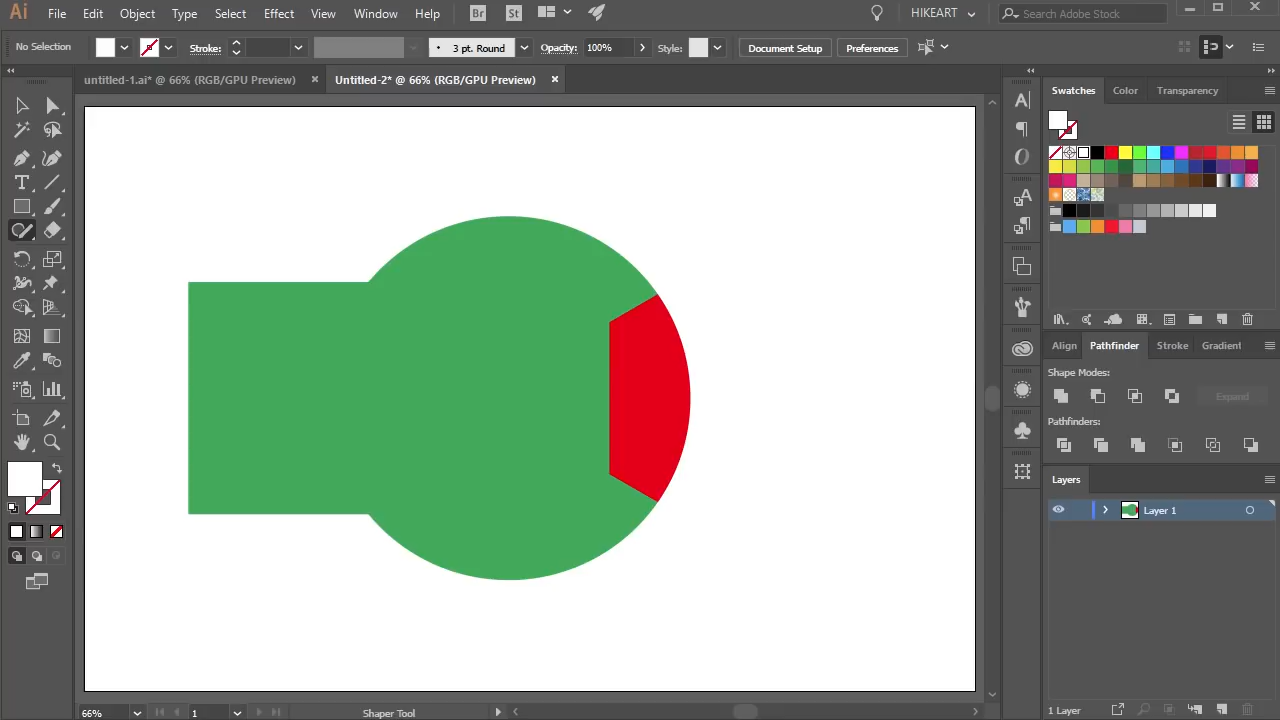 Ai File Edit Object Type Select Effect View Window Help Br St HIKEART Search Adobe Stock
No Selection Stroke: 3 pt. Round Opacity: 100% Style: Document Setup Preferences
untitled-1.ai* @ 66% (RGB/GPU Preview) × Untitled-2* @ 66% (RGB/GPU Preview) ×
Swatches Color Transparency
Align Pathfinder Stroke Gradient
Shape Modes:
Expand
Pathfinders:
Layers
Layer 1
1 Layer
66% 1 Shaper Tool